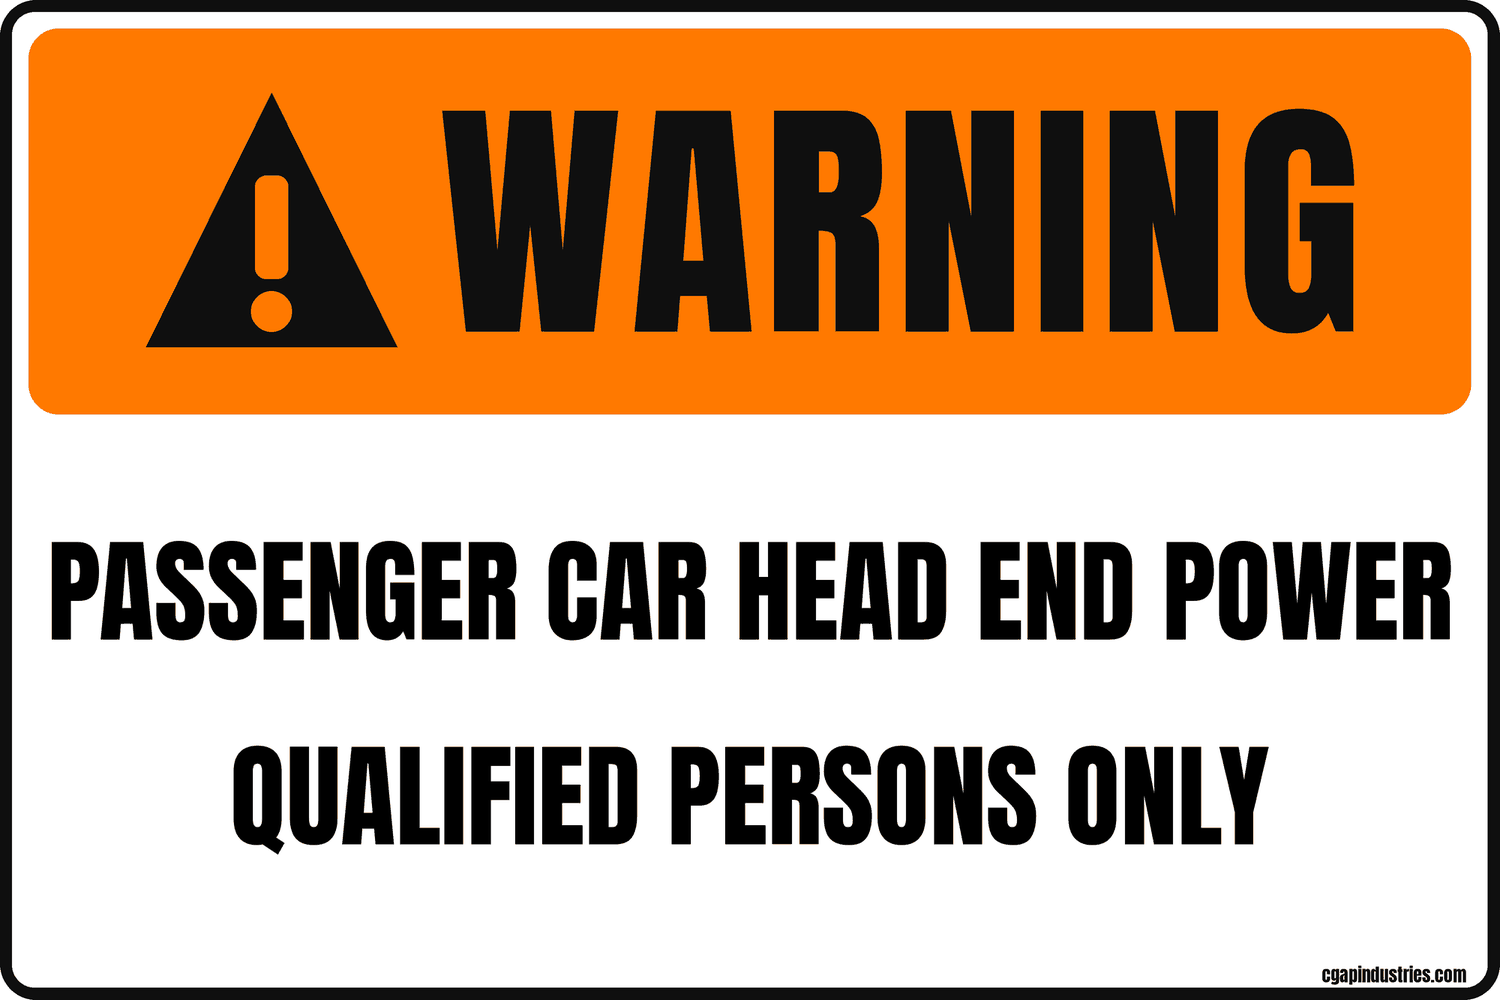 WARNING
PASSENGER CAR HEAD END POWER
QUALIFIED PERSONS ONLY
cgapindustries.com